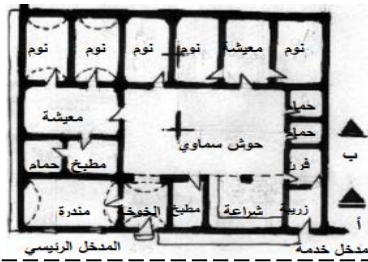 نوم نوم نوم نوم معيشة نوم
حمام
معيشة
حمام
حوش سماوي
ب
حمام مطبخ
فرن
مندرة الخوخة مطبخ شراعة زريبة
أ
المدخل الرئيسي
مدخل خدمة